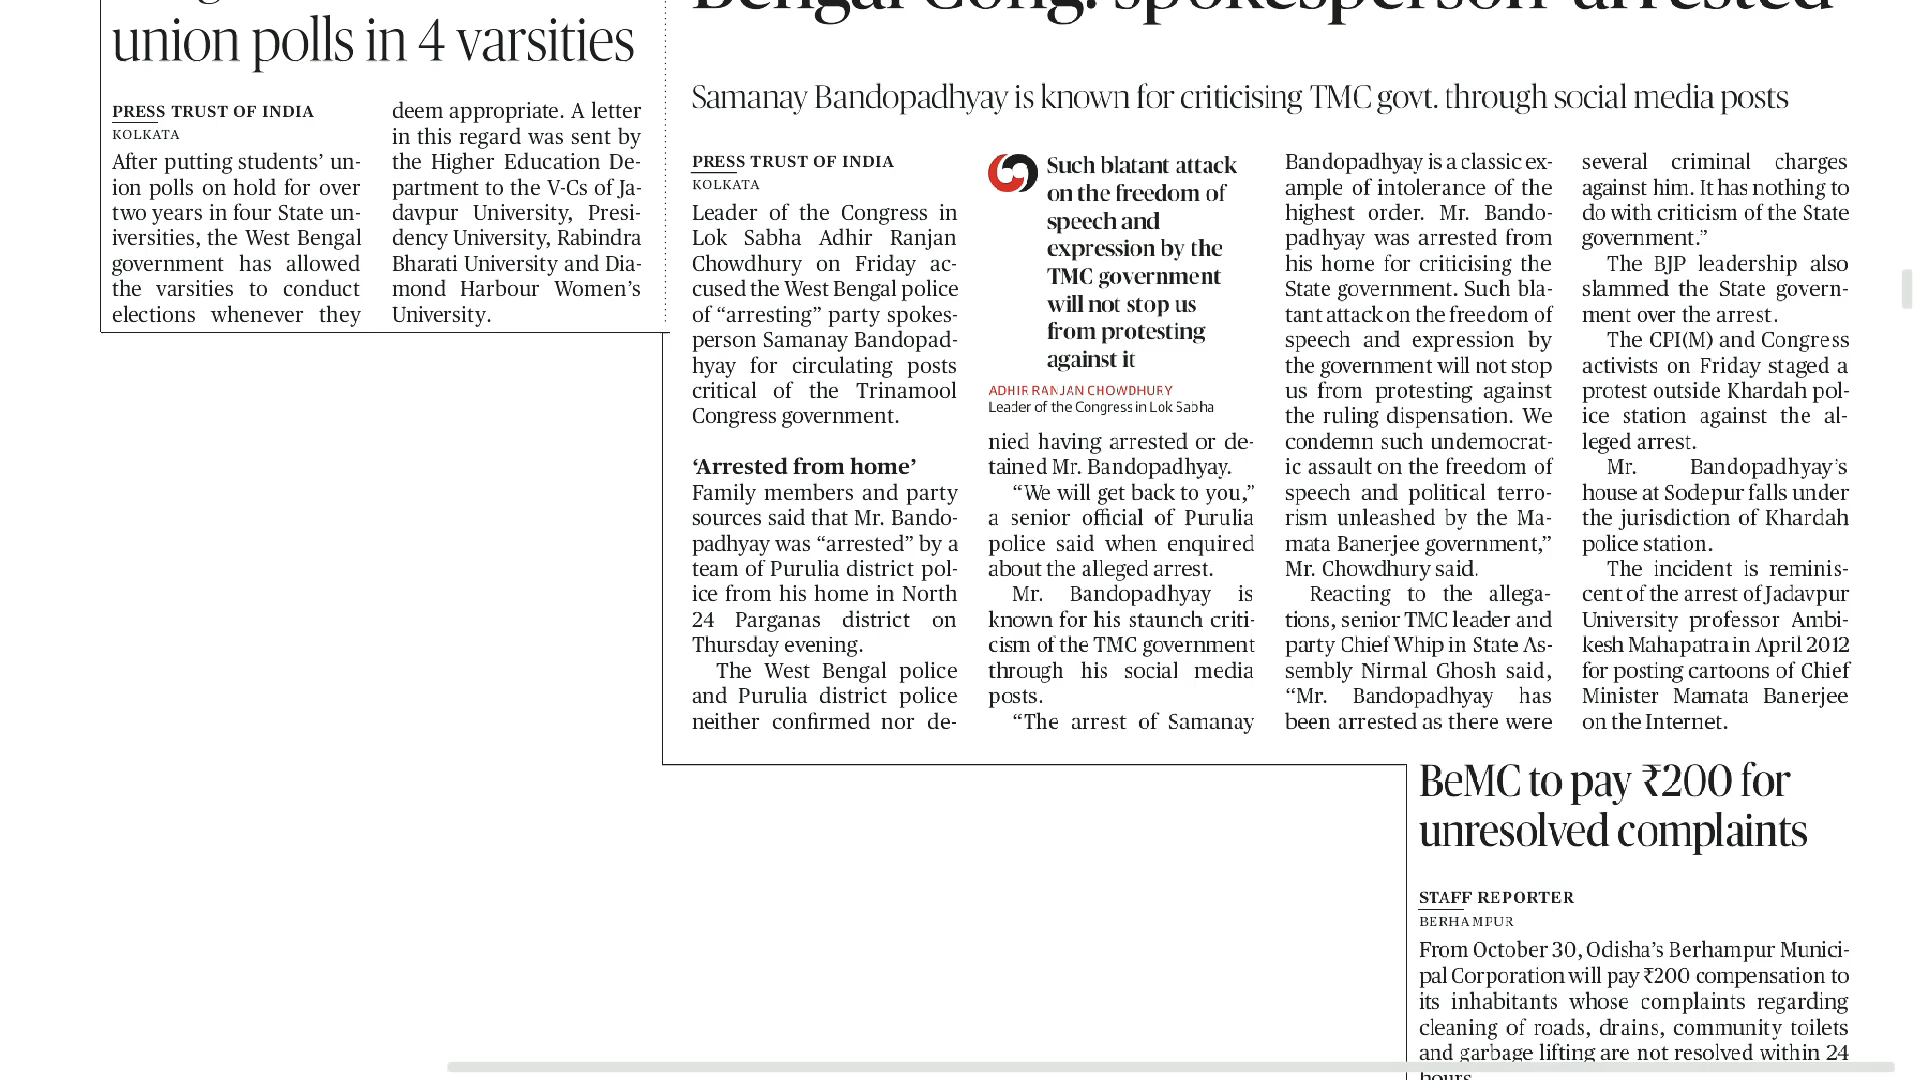 union polls in 4 varsities
PRESS TRUST OF INDIA
KOLKATA
After putting students’ un-
ion polls on hold for over
two years in four State un-
iversities, the West Bengal
government has allowed
the varsities to conduct
elections whenever they
deem appropriate. A letter
in this regard was sent by
the Higher Education De-
partment to the V-Cs of Ja-
davpur University, Presi-
dency University, Rabindra
Bharati University and Dia-
mond Harbour Women’s
University.
Bengal Cong. spokesperson ‘arrested’
Samanay Bandopadhyay is known for criticising TMC govt. through social media posts
PRESS TRUST OF INDIA
KOLKATA
Leader of the Congress in
Lok Sabha Adhir Ranjan
Chowdhury on Friday ac-
cused the West Bengal police
of “arresting” party spokes-
person Samanay Bandopad-
hyay for circulating posts
critical of the Trinamool
Congress government.
‘Arrested from home’
Family members and party
sources said that Mr. Bando-
padhyay was “arrested” by a
team of Purulia district pol-
ice from his home in North
24 Parganas district on
Thursday evening.
The West Bengal police
and Purulia district police
neither confirmed nor de-
Such blatant attack
on the freedom of
speech and
expression by the
TMC government
will not stop us
from protesting
against it
ADHIR RANJAN CHOWDHURY
Leader of the Congress in Lok Sabha
nied having arrested or de-
tained Mr. Bandopadhyay.
“We will get back to you,”
a senior official of Purulia
police said when enquired
about the alleged arrest.
Mr. Bandopadhyay is
known for his staunch criti-
cism of the TMC government
through his social media
posts.
“The arrest of Samanay
Bandopadhyay is a classic ex-
ample of intolerance of the
highest order. Mr. Bando-
padhyay was arrested from
his home for criticising the
State government. Such bla-
tant attack on the freedom of
speech and expression by
the government will not stop
us from protesting against
the ruling dispensation. We
condemn such undemocrat-
ic assault on the freedom of
speech and political terro-
rism unleashed by the Ma-
mata Banerjee government,”
Mr. Chowdhury said.
Reacting to the allega-
tions, senior TMC leader and
party Chief Whip in State As-
sembly Nirmal Ghosh said,
“Mr. Bandopadhyay has
been arrested as there were
several criminal charges
against him. It has nothing to
do with criticism of the State
government.”
The BJP leadership also
slammed the State govern-
ment over the arrest.
The CPI(M) and Congress
activists on Friday staged a
protest outside Khardah pol-
ice station against the al-
leged arrest.
Mr. Bandopadhyay’s
house at Sodepur falls under
the jurisdiction of Khardah
police station.
The incident is reminis-
cent of the arrest of Jadavpur
University professor Ambi-
kesh Mahapatra in April 2012
for posting cartoons of Chief
Minister Mamata Banerjee
on the Internet.
BeMC to pay ₹200 for
unresolved complaints
STAFF REPORTER
BERHAMPUR
From October 30, Odisha’s Berhampur Munici-
pal Corporation will pay ₹200 compensation to
its inhabitants whose complaints regarding
cleaning of roads, drains, community toilets
and garbage lifting are not resolved within 24
hours.